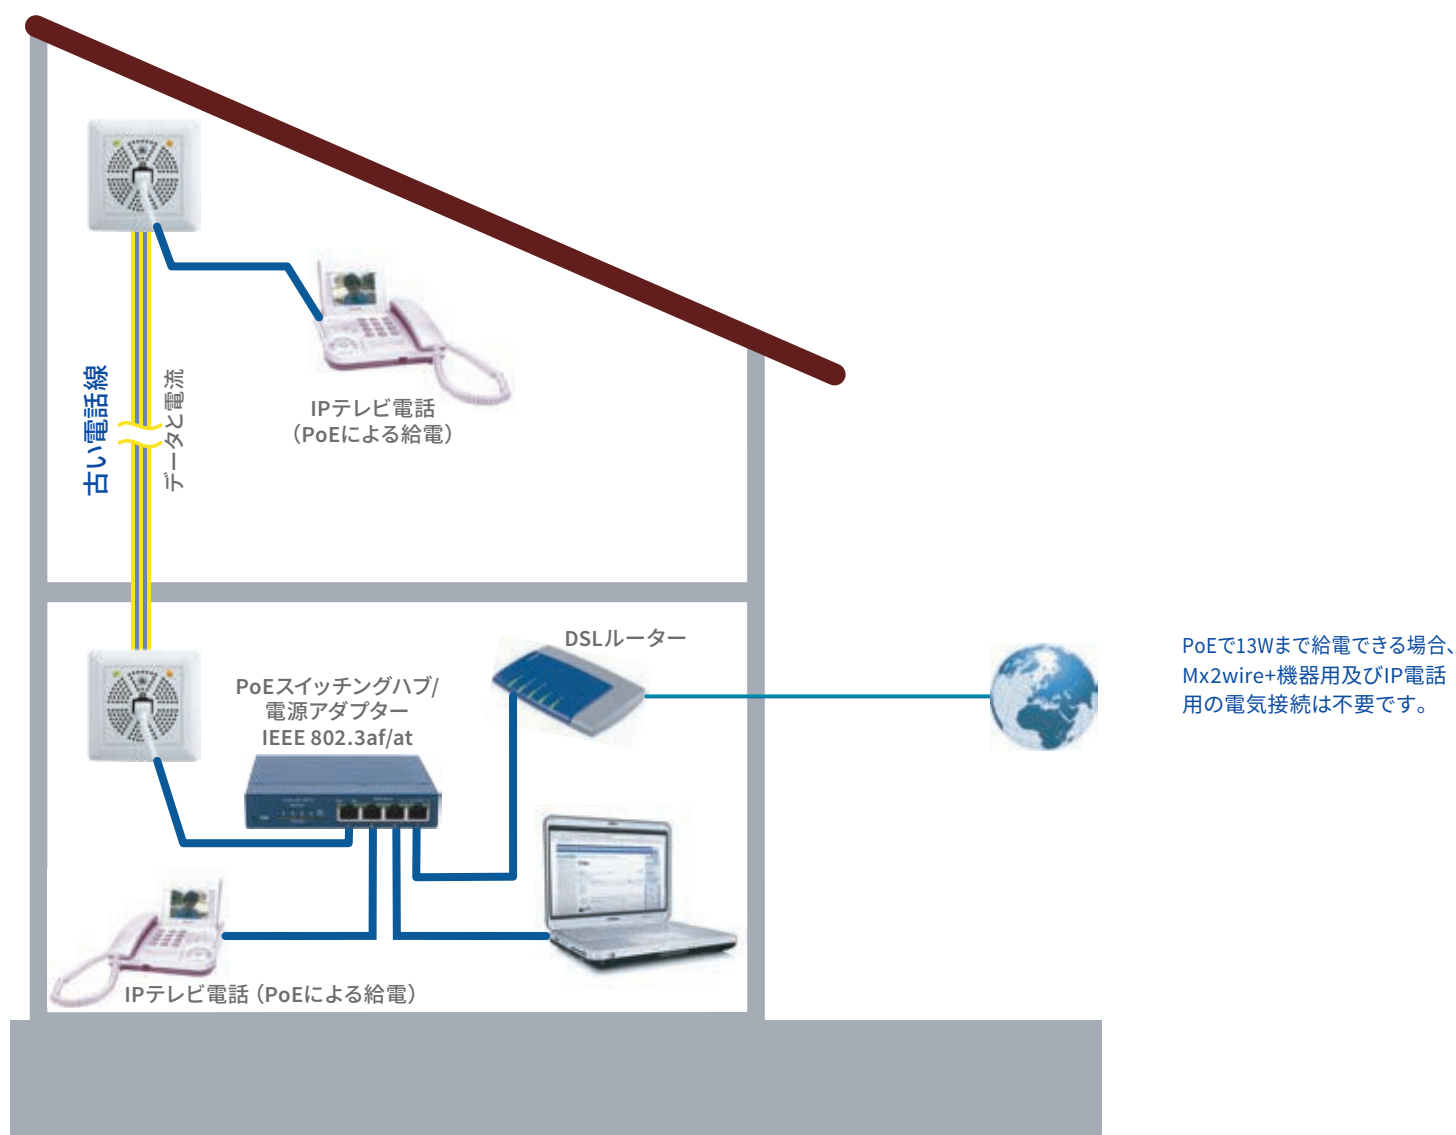 古い電話線
データと電流
IPテレビ電話
（PoEによる給電）
DSLルーター
PoEスイッチングハブ/
電源アダプター
IEEE 802.3af/at
PoEで13Wまで給電できる場合、
Mx2wire+機器用及びIP電話
用の電気接続は不要です。
IPテレビ電話（PoEによる給電）